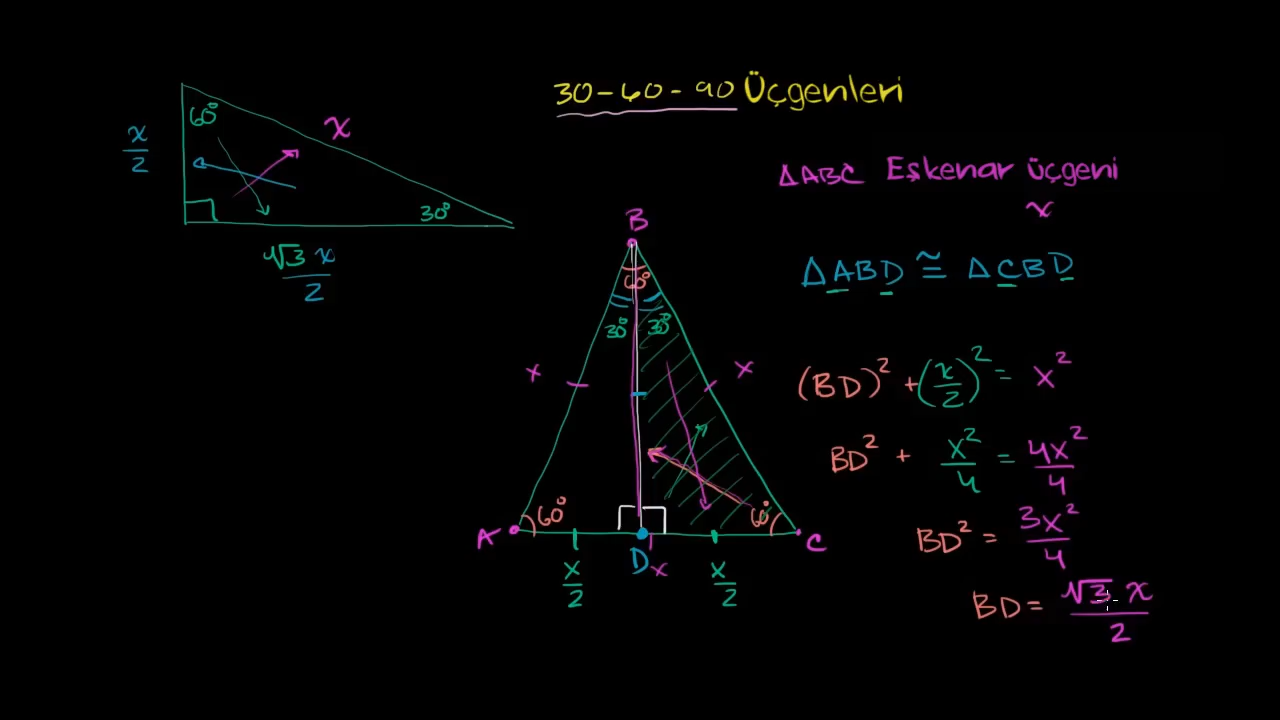 30-60-90 Üçgenleri
60°
x
x/2
30°
√3 x/2
ΔABC Eşkenar üçgeni
x
B
60°
30° 30°
ΔABD ≅ ΔCBD
x
x
(BD)² + (x/2)² = x²
BD² + x²/4 = 4x²/4
A
60°
60°
C
D
x
x/2
x/2
BD² = 3x²/4
BD = √3 x/2